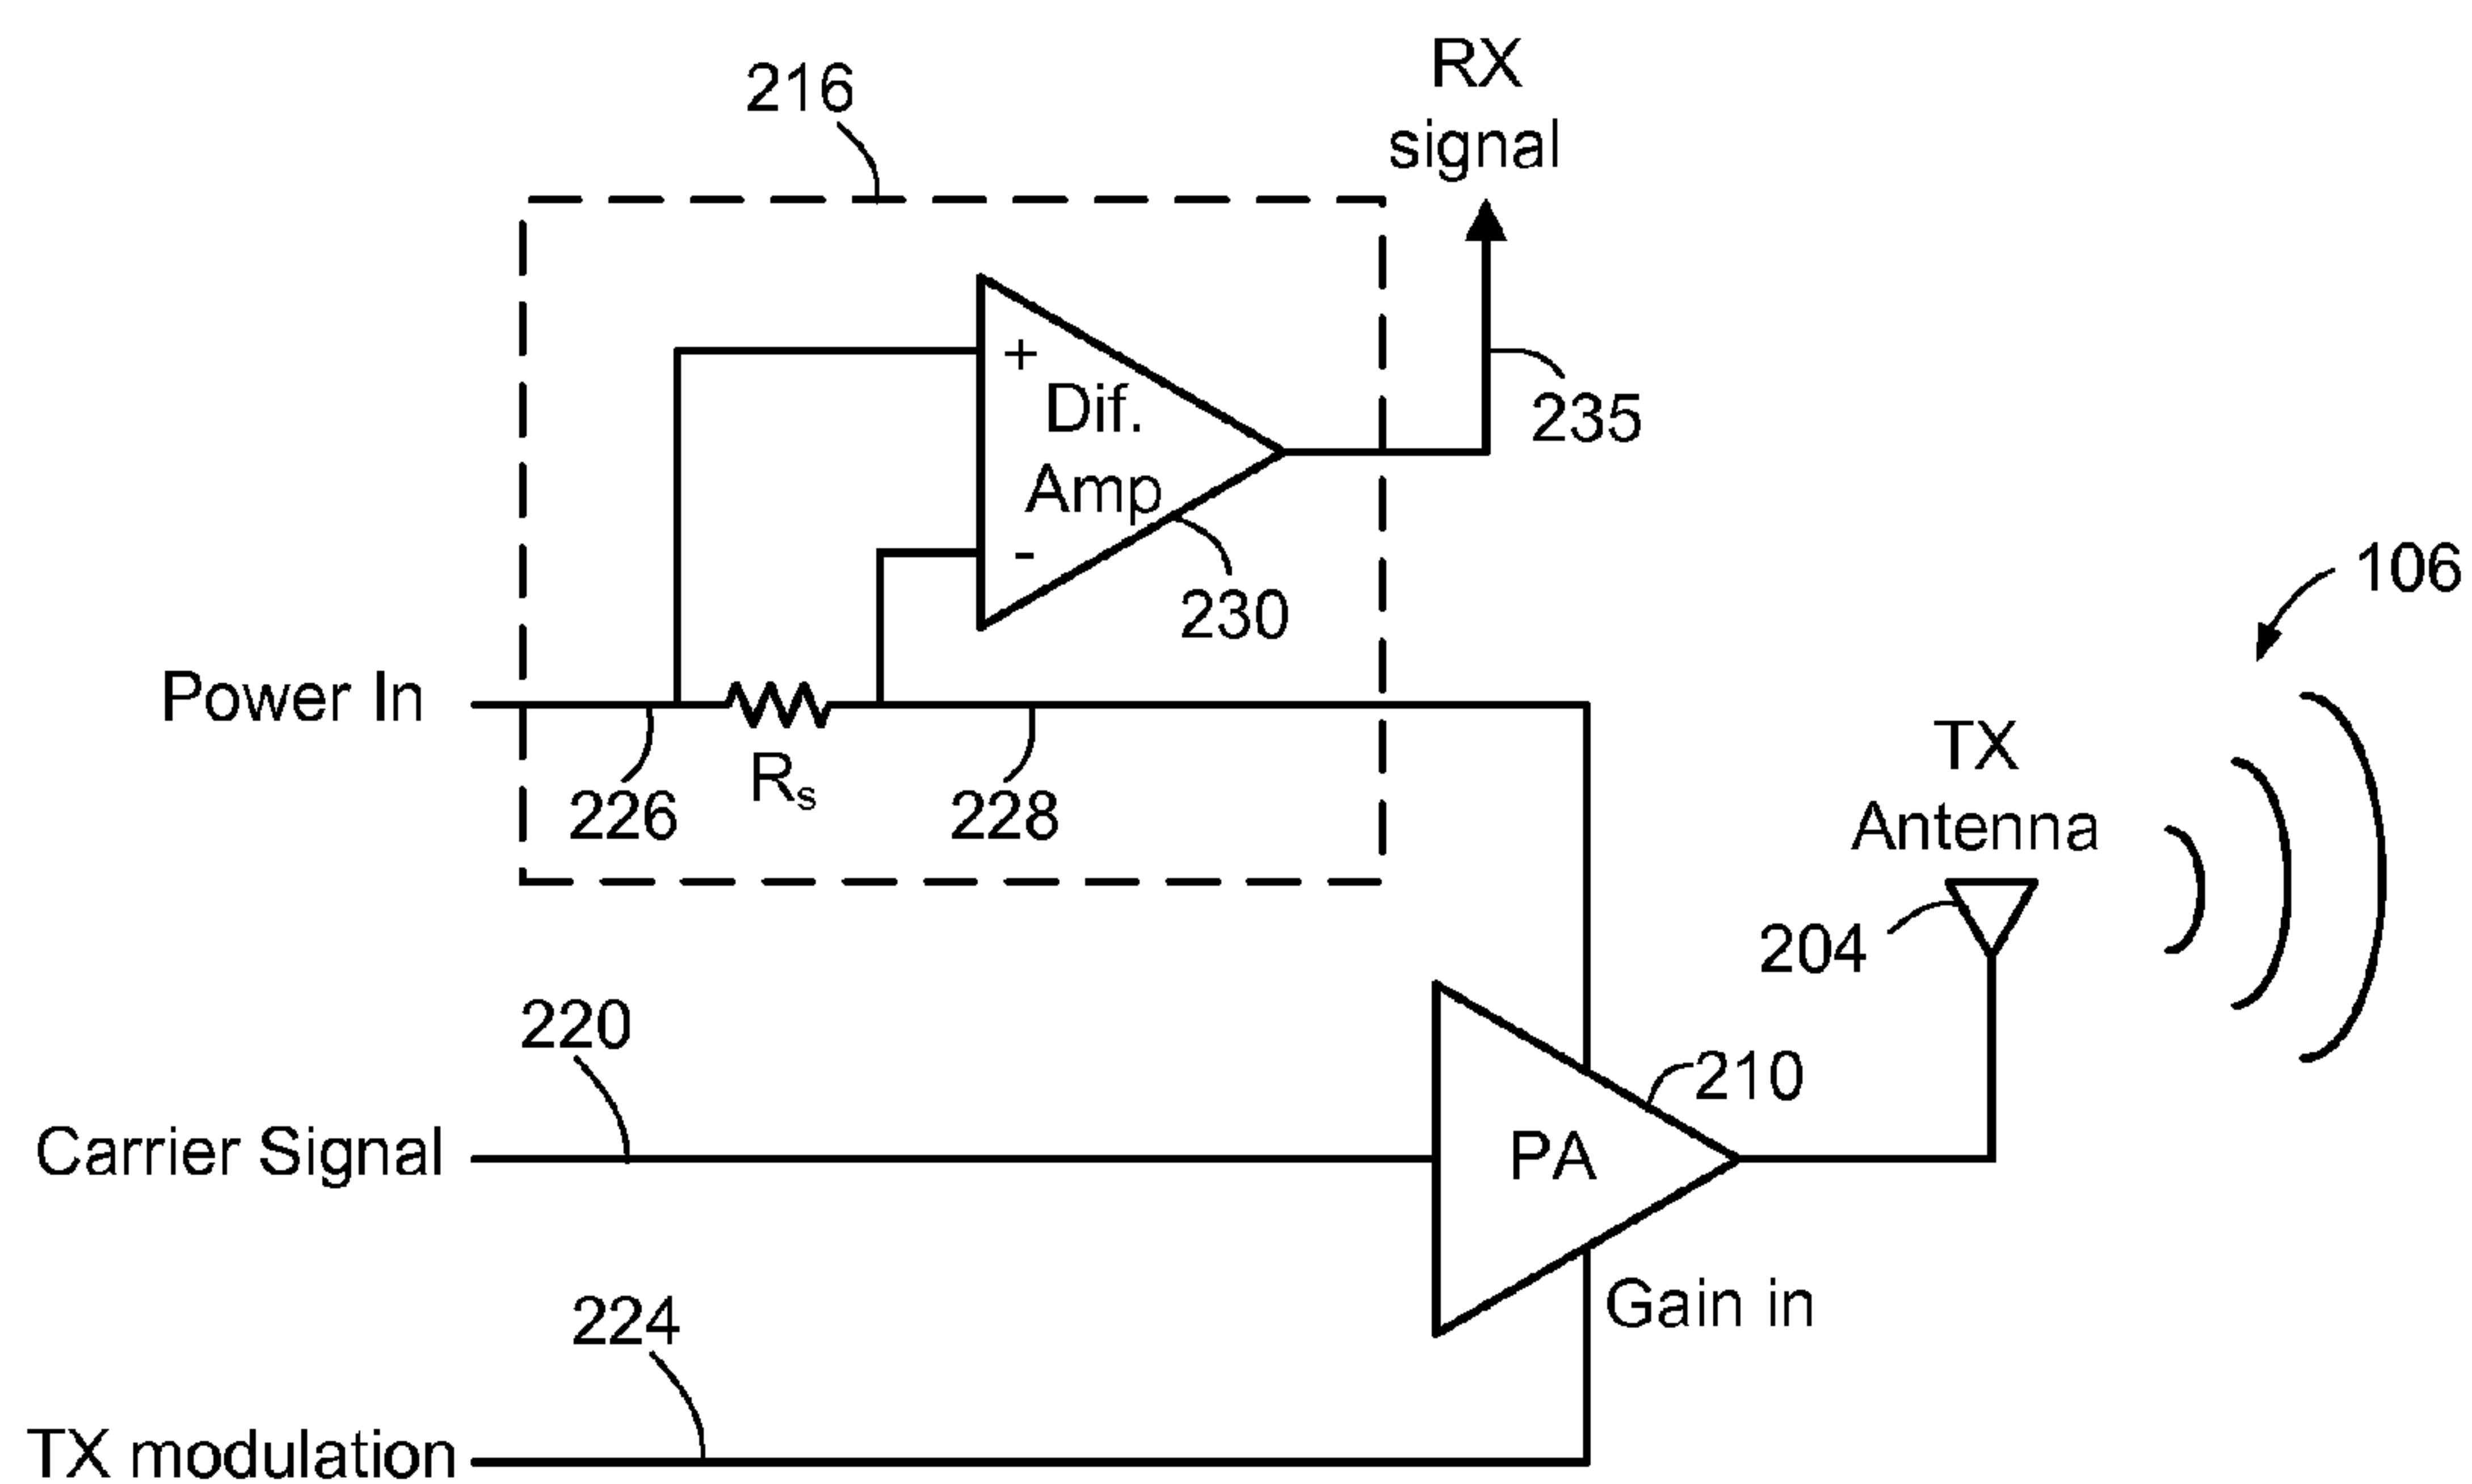 RX
signal
216
+
Dif.
Amp
-
235
230
106
Power In
Rs
226
228
TX
Antenna
204
220
210
Carrier Signal
PA
Gain in
224
TX modulation